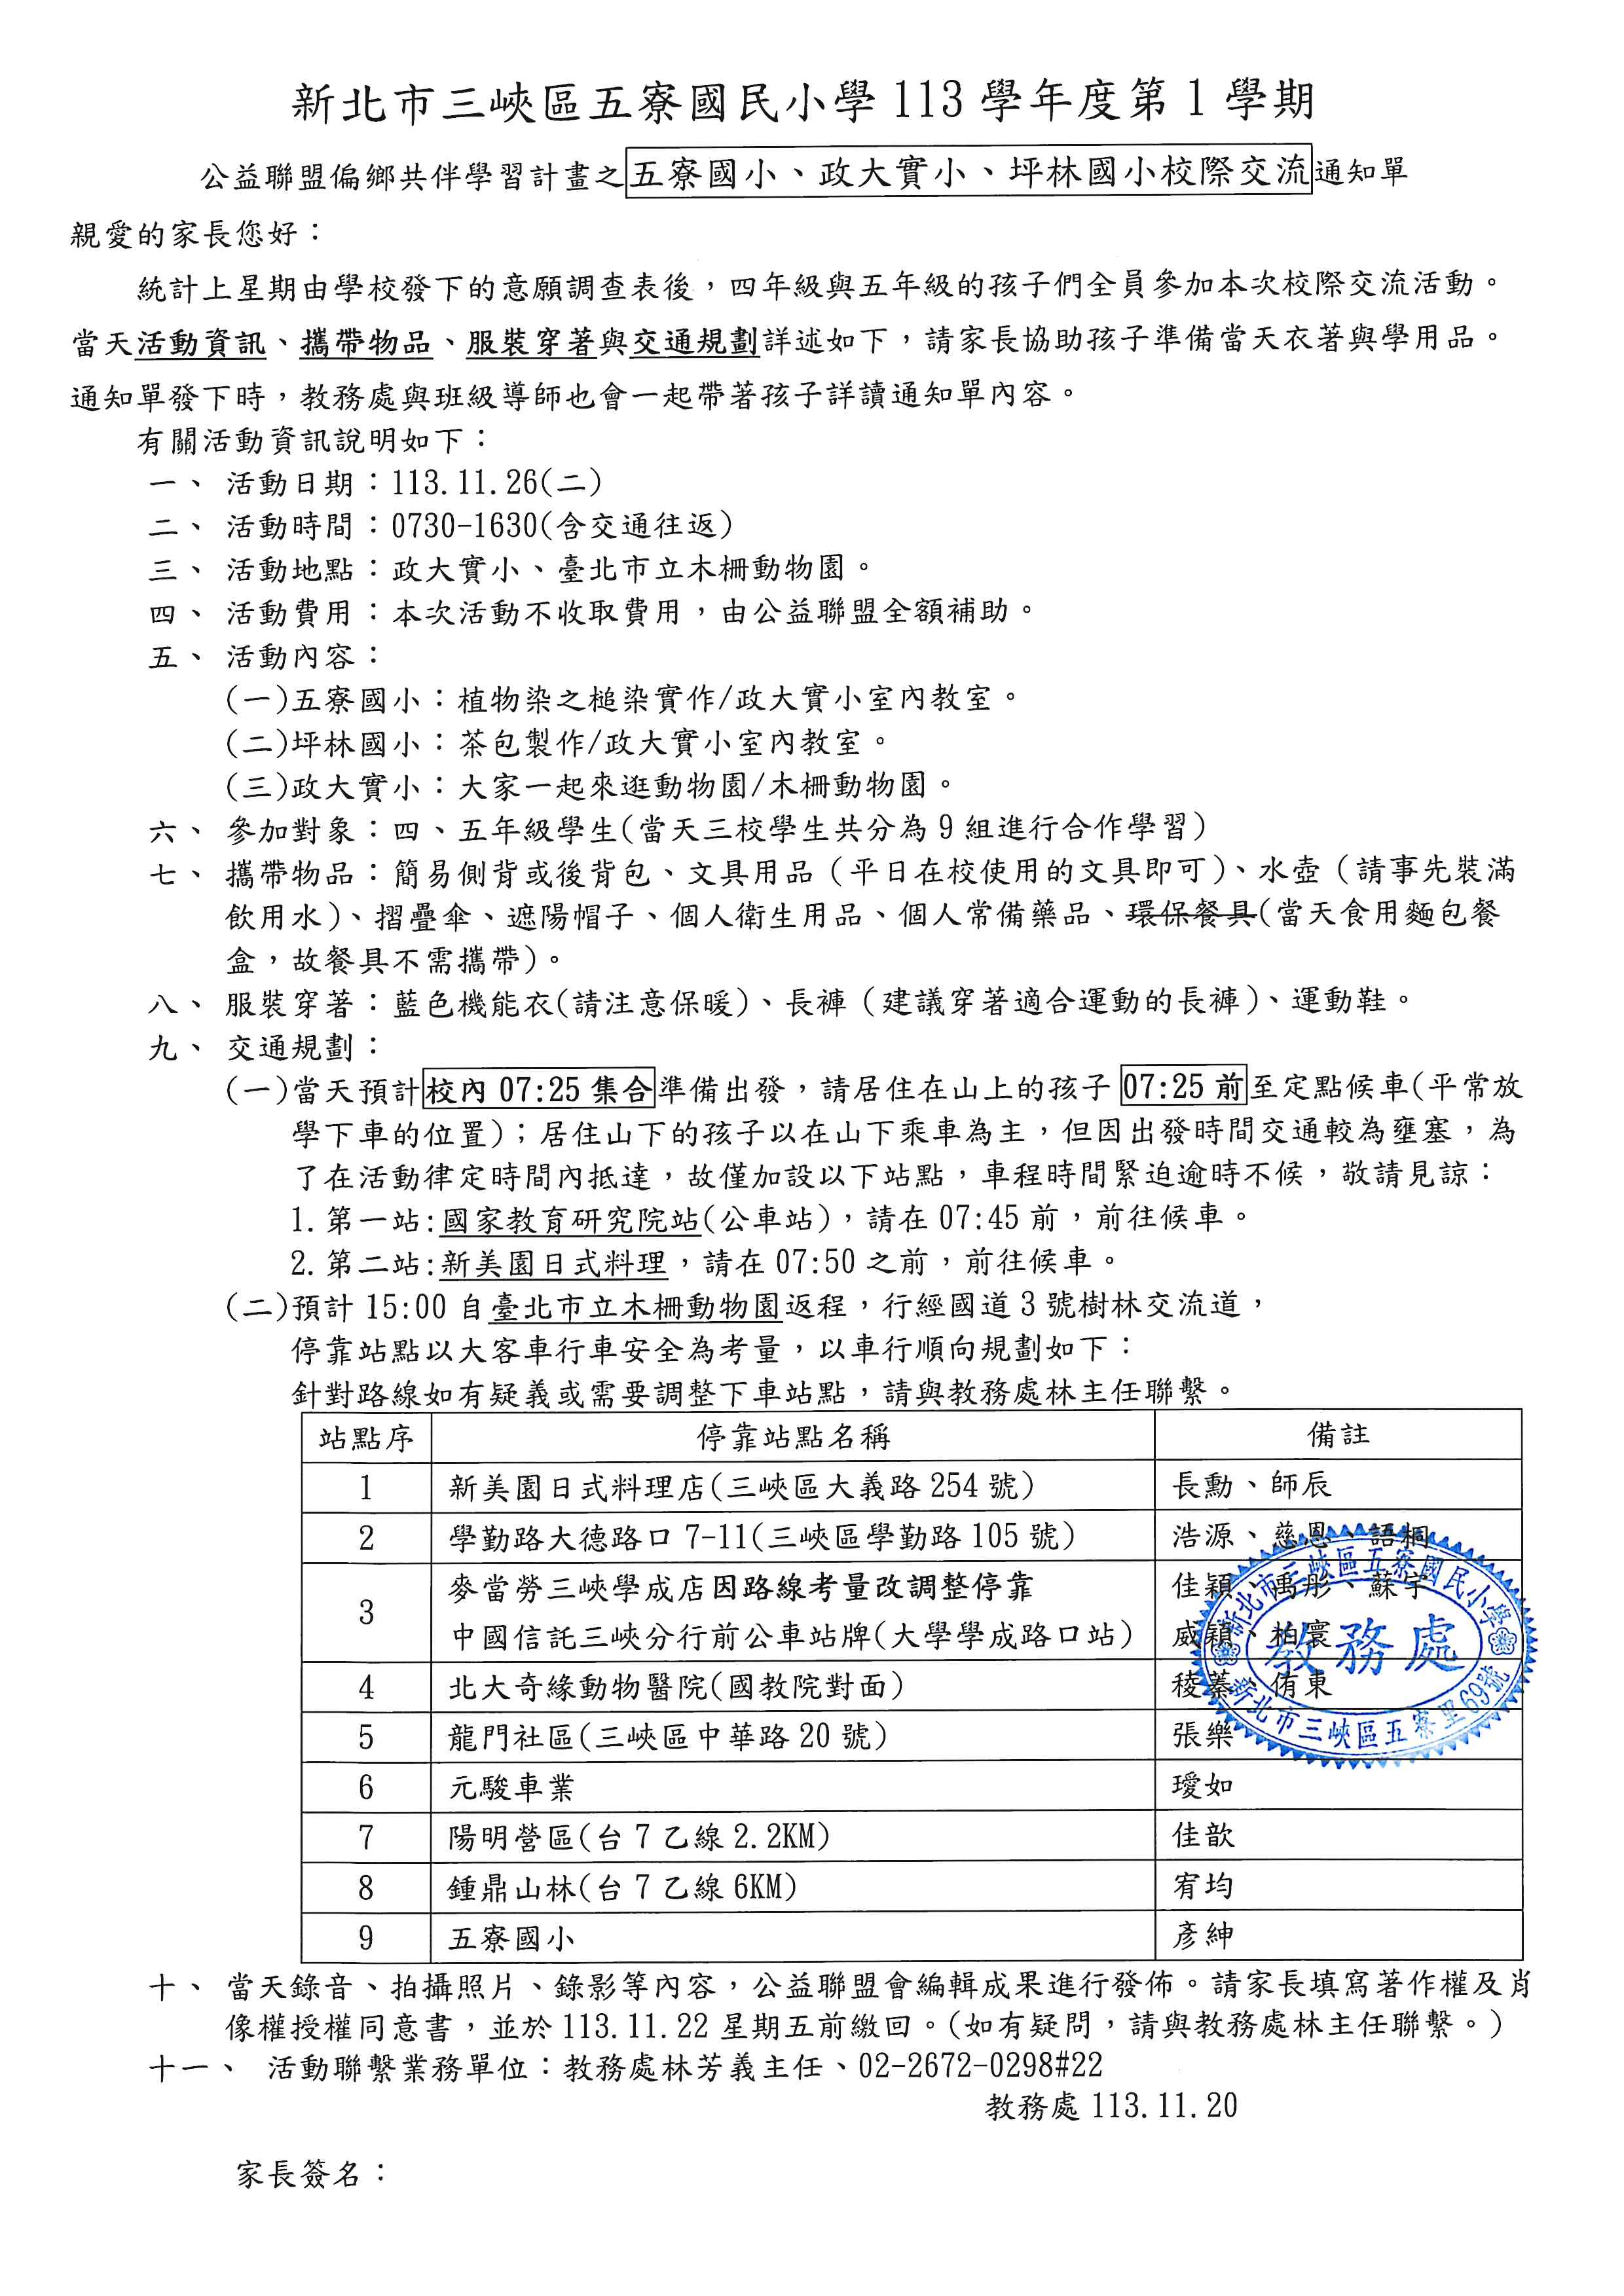 新北市三峽區五寮國民小學 113 學年度第 1 學期
公益聯盟偏鄉共伴學習計畫之五寮國小、政大實小、坪林國小校際交流通知單
親愛的家長您好：
統計上星期由學校發下的意願調查表後，四年級與五年級的孩子們全員參加本次校際交流活動。
當天活動資訊、攜帶物品、服裝穿著與交通規劃詳述如下，請家長協助孩子準備當天衣著與學用品。
通知單發下時，教務處與班級導師也會一起帶著孩子詳讀通知單內容。
有關活動資訊說明如下：
一、 活動日期：113.11.26(二)
二、 活動時間：0730-1630(含交通往返)
三、 活動地點：政大實小、臺北市立木柵動物園。
四、 活動費用：本次活動不收取費用，由公益聯盟全額補助。
五、 活動內容：
(一)五寮國小：植物染之槌染實作/政大實小室內教室。
(二)坪林國小：茶包製作/政大實小室內教室。
(三)政大實小：大家一起來逛動物園/木柵動物園。
六、 參加對象：四、五年級學生(當天三校學生共分為 9 組進行合作學習)
七、 攜帶物品：簡易側背或後背包、文具用品（平日在校使用的文具即可)、水壺（請事先裝滿
飲用水)、摺疊傘、遮陽帽子、個人衛生用品、個人常備藥品、環保餐具(當天食用麵包餐
盒，故餐具不需攜帶)。
八、 服裝穿著：藍色機能衣(請注意保暖)、長褲（建議穿著適合運動的長褲)、運動鞋。
九、 交通規劃：
(一)當天預計校內 07:25 集合準備出發，請居住在山上的孩子 07:25 前至定點候車(平常放
學下車的位置)；居住山下的孩子以在山下乘車為主，但因出發時間交通較為壅塞，為
了在活動律定時間內抵達，故僅加設以下站點，車程時間緊迫逾時不候，敬請見諒：
1. 第一站:國家教育研究院站(公車站)，請在 07:45 前，前往候車。
2. 第二站:新美園日式料理，請在 07:50 之前，前往候車。
(二)預計 15:00 自臺北市立木柵動物園返程，行經國道 3 號樹林交流道，
停靠站點以大客車行車安全為考量，以車行順向規劃如下：
針對路線如有疑義或需要調整下車站點，請與教務處林主任聯繫。
站點序 停靠站點名稱 備註
1 新美園日式料理店(三峽區大義路 254 號) 長勳、師辰
2 學勤路大德路口 7-11(三峽區學勤路 105 號) 浩源、慈恩、語桐
3 麥當勞三峽學成店因路線考量改調整停靠 佳穎、禹彤、蘇宇
中國信託三峽分行前公車站牌(大學學成路口站) 威穎、柏寰
4 北大奇緣動物醫院(國教院對面) 稜蓁、侑東
5 龍門社區(三峽區中華路 20 號) 張樂
6 元駿車業 璦如
7 陽明營區(台 7 乙線 2.2KM) 佳歆
8 鍾鼎山林(台 7 乙線 6KM) 宥均
9 五寮國小 彥紳
新北市三峽區五寮國民小學
教務處
新北市三峽區五寮里69號
十、 當天錄音、拍攝照片、錄影等內容，公益聯盟會編輯成果進行發佈。請家長填寫著作權及肖
像權授權同意書，並於 113.11.22 星期五前繳回。(如有疑問，請與教務處林主任聯繫。)
十一、 活動聯繫業務單位：教務處林芳義主任、02-2672-0298#22
教務處 113.11.20
家長簽名：